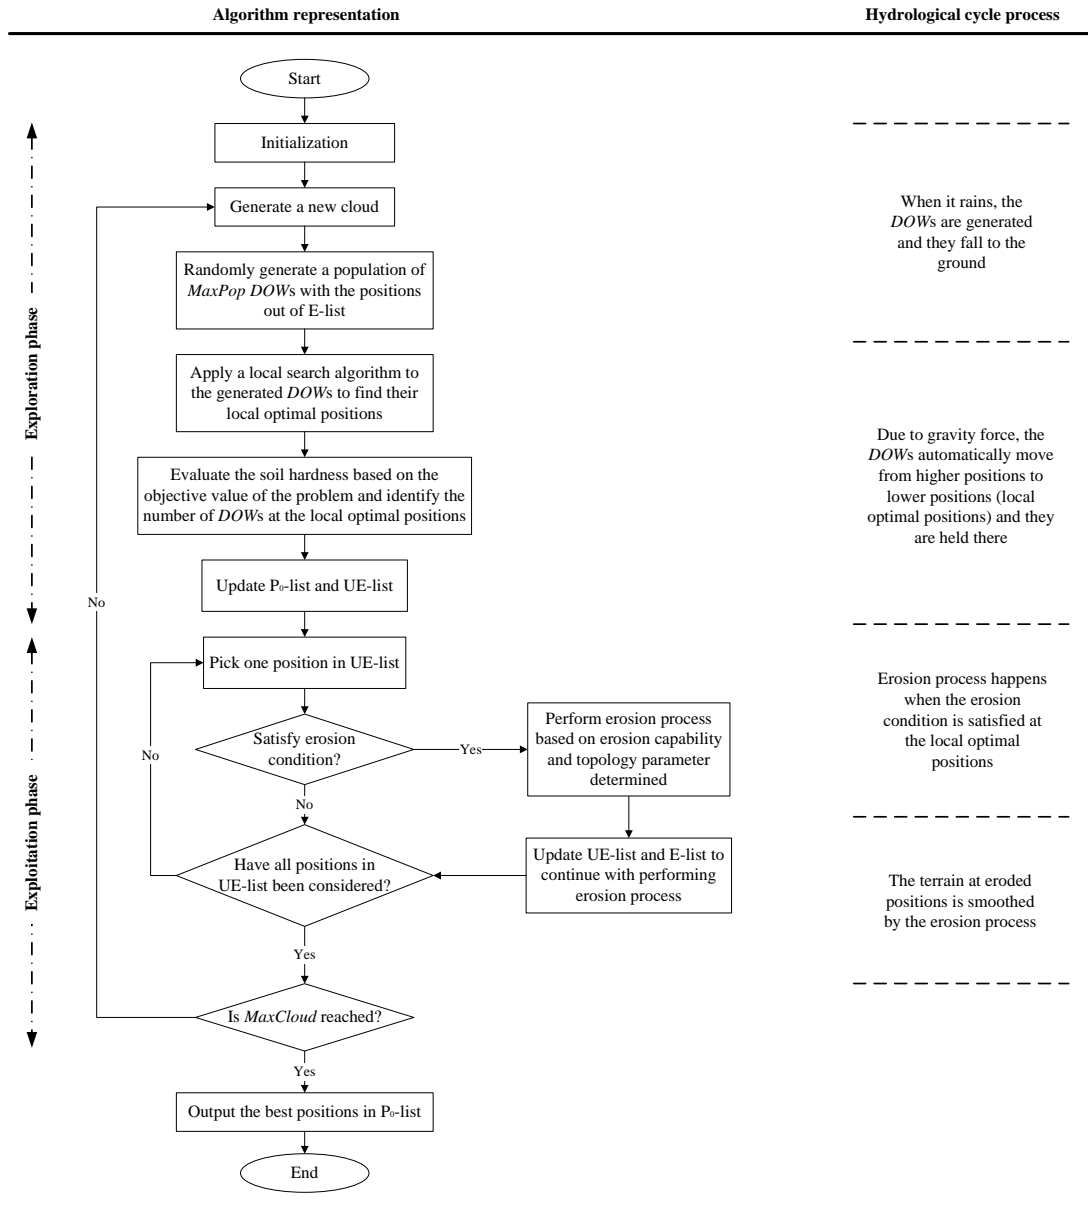 Algorithm representation
Hydrological cycle process
Start
Initialization
Generate a new cloud
Randomly generate a population of
MaxPop DOWs with the positions
out of E-list
Apply a local search algorithm to
the generated DOWs to find their
local optimal positions
Evaluate the soil hardness based on the
objective value of the problem and identify the
number of DOWs at the local optimal positions
Update P₀-list and UE-list
Exploration phase
When it rains, the
DOWs are generated
and they fall to the
ground
Due to gravity force, the
DOWs automatically move
from higher positions to
lower positions (local
optimal positions) and they
are held there
No
Pick one position in UE-list
Satisfy erosion
condition?
Yes
No
No
Perform erosion process
based on erosion capability
and topology parameter
determined
Update UE-list and E-list to
continue with performing
erosion process
Have all positions in
UE-list been considered?
Yes
Is MaxCloud reached?
Yes
Exploitation phase
Erosion process happens
when the erosion
condition is satisfied at
the local optimal
positions
The terrain at eroded
positions is smoothed
by the erosion process
Output the best positions in P₀-list
End